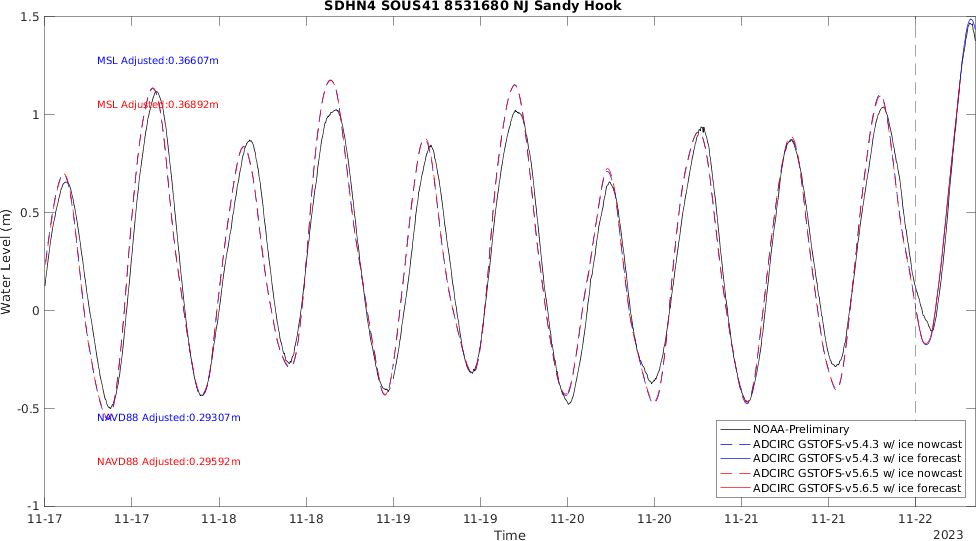 SDHN4 SOUS41 8531680 NJ Sandy Hook
1.5
1
0.5
0
-0.5
-1
Water Level (m)
MSL Adjusted:0.36607m
MSL Adjusted:0.36892m
NAVD88 Adjusted:0.29307m
NAVD88 Adjusted:0.29592m
NOAA-Preliminary
ADCIRC GSTOFS-v5.4.3 w/ ice nowcast
ADCIRC GSTOFS-v5.4.3 w/ ice forecast
ADCIRC GSTOFS-v5.6.5 w/ ice nowcast
ADCIRC GSTOFS-v5.6.5 w/ ice forecast
11-17 11-17 11-18 11-18 11-19 11-19 11-20 11-20 11-21 11-21 11-22
Time
2023